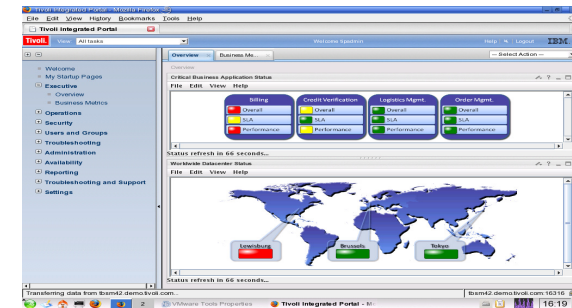 Tivoli Integrated Portal - Mozilla Firefox
File Edit View History Bookmarks Tools Help
Tivoli Integrated Portal
Tivoli. View: All tasks Welcome tipadmin Help Logout IBM
Overview Business Me... -- Select Action --
Welcome
My Startup Pages
Executive
Overview
Business Metrics
Operations
Security
Users and Groups
Troubleshooting
Administration
Availability
Reporting
Troubleshooting and Support
Settings
Overview
Critical Business Application Status
File Edit View Help
Billing Credit Verification Logistics Mgmt. Order Mgmt.
Overall Overall Overall Overall
SLA SLA SLA SLA
Performance Performance Performance Performance
Status refresh in 66 seconds...
Worldwide Datacenter Status
File Edit View Help
Lewisburg Brussels Tokyo
Status refresh in 66 seconds...
Transferring data from tbsm42.demo.tivoli.com... tbsm42.demo.tivoli.com:16316
2 VMware Tools Properties Tivoli Integrated Portal - M 16:19